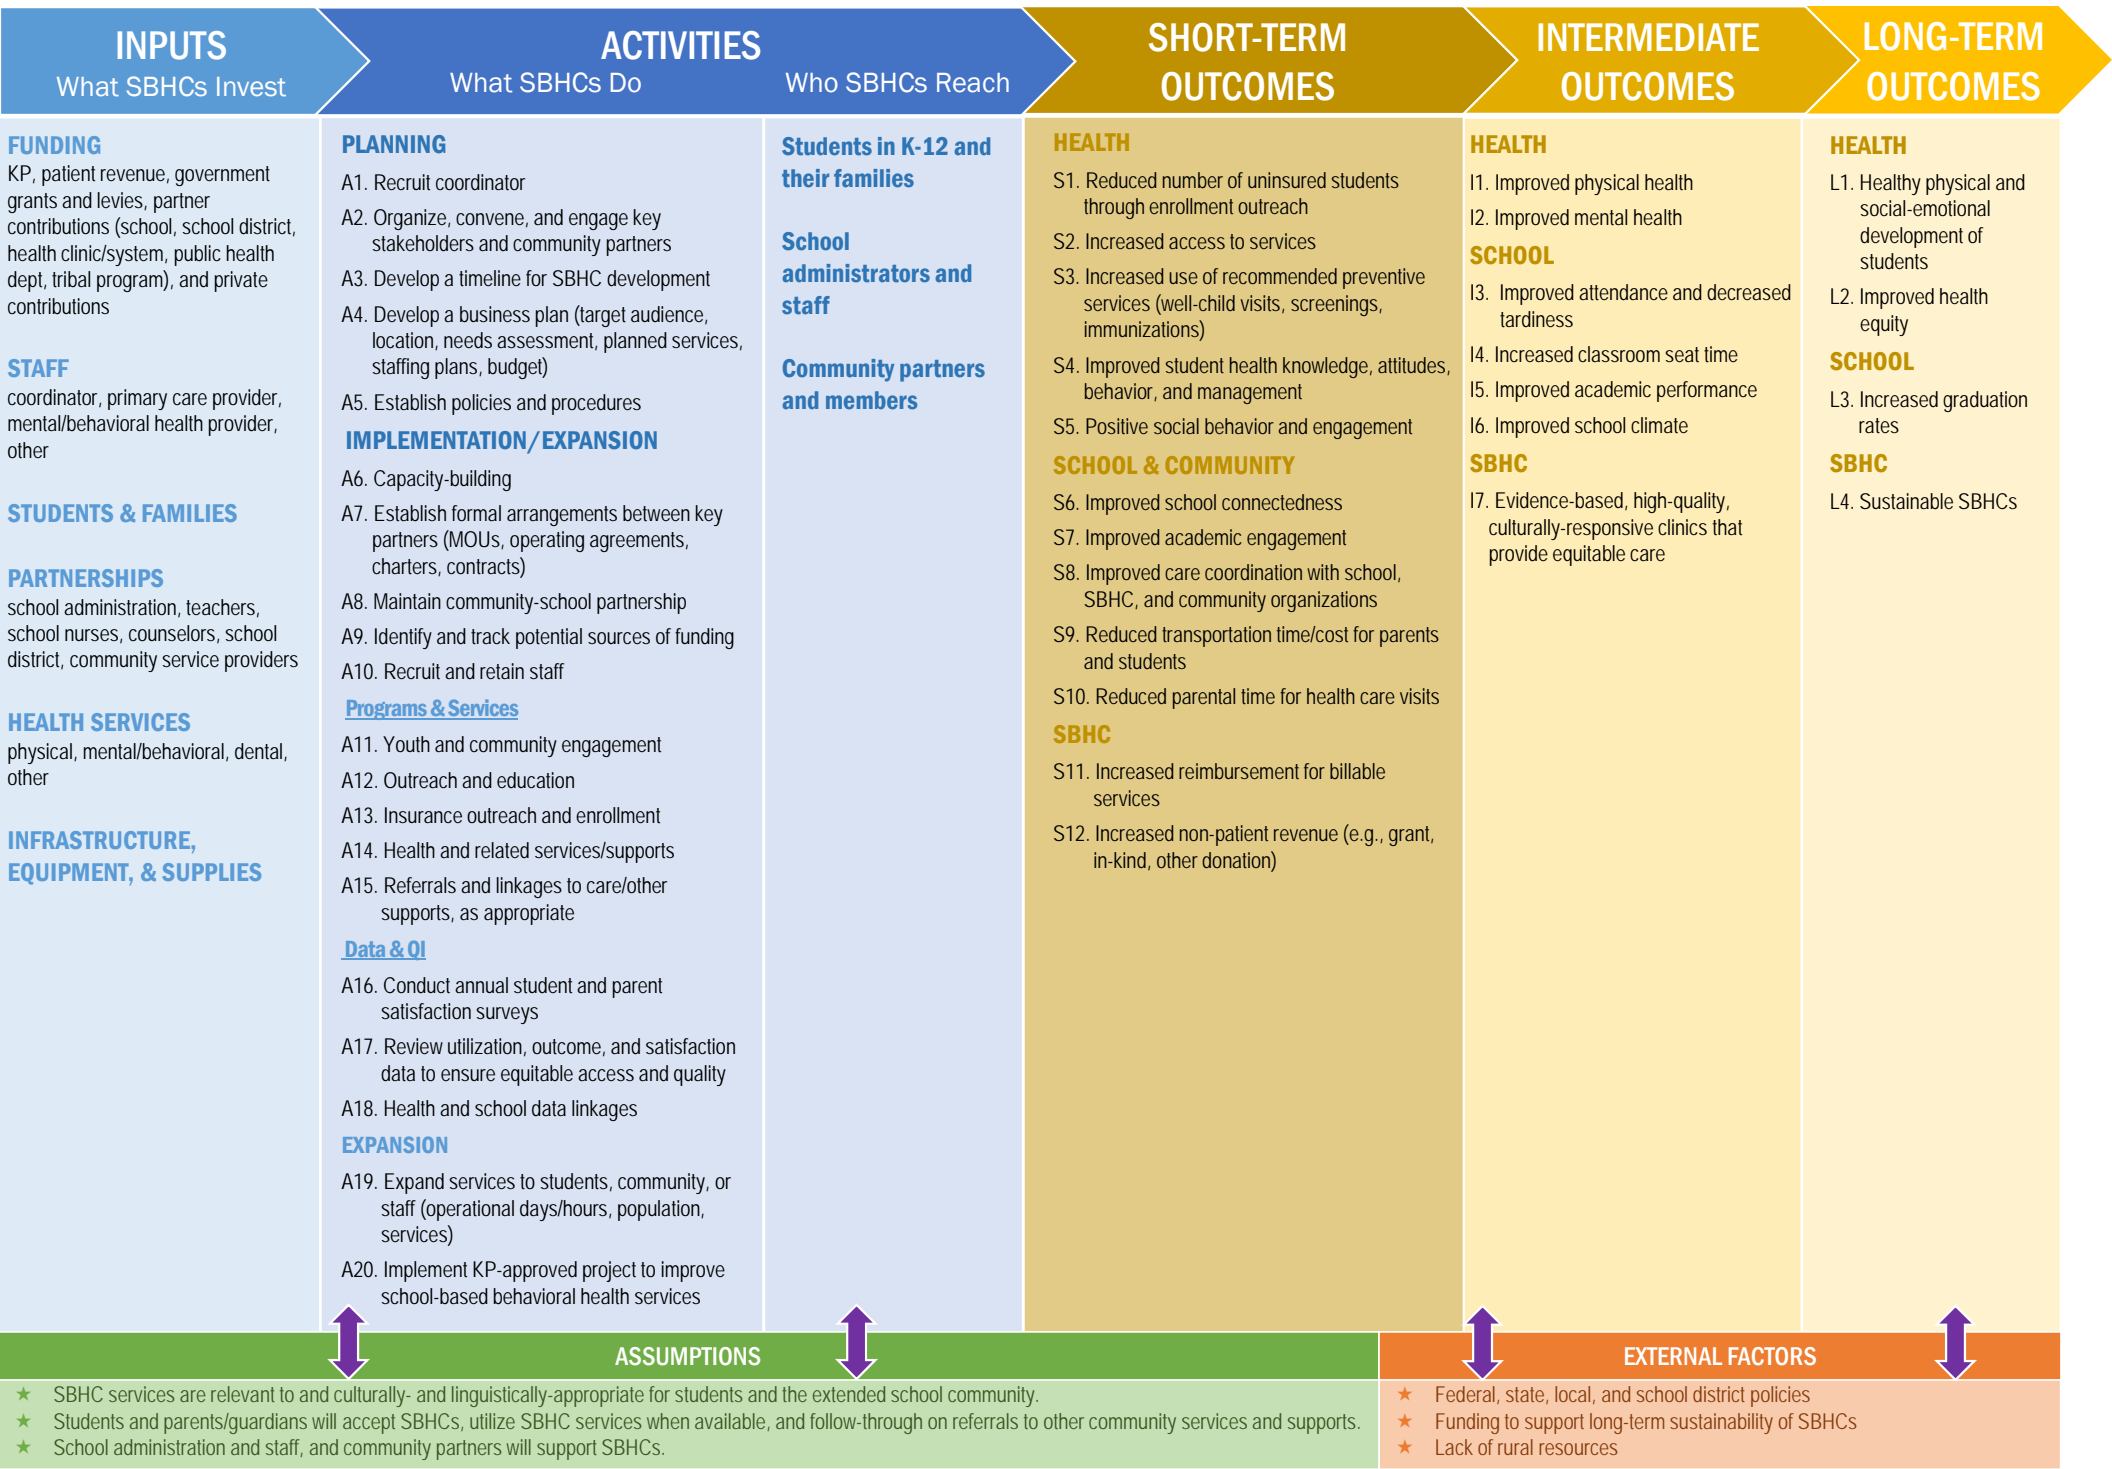 INPUTS
What SBHCs Invest
ACTIVITIES
What SBHCs Do
Who SBHCs Reach
SHORT-TERM
OUTCOMES
INTERMEDIATE
OUTCOMES
LONG-TERM
OUTCOMES
FUNDING
KP, patient revenue, government
grants and levies, partner
contributions (school, school district,
health clinic/system, public health
dept, tribal program), and private
contributions
STAFF
coordinator, primary care provider,
mental/behavioral health provider,
other
STUDENTS & FAMILIES
PARTNERSHIPS
school administration, teachers,
school nurses, counselors, school
district, community service providers
HEALTH SERVICES
physical, mental/behavioral, dental,
other
INFRASTRUCTURE,
EQUIPMENT, & SUPPLIES
PLANNING
A1. Recruit coordinator
A2. Organize, convene, and engage key
stakeholders and community partners
A3. Develop a timeline for SBHC development
A4. Develop a business plan (target audience,
location, needs assessment, planned services,
staffing plans, budget)
A5. Establish policies and procedures
IMPLEMENTATION/EXPANSION
A6. Capacity-building
A7. Establish formal arrangements between key
partners (MOUs, operating agreements,
charters, contracts)
A8. Maintain community-school partnership
A9. Identify and track potential sources of funding
A10. Recruit and retain staff
Programs & Services
A11. Youth and community engagement
A12. Outreach and education
A13. Insurance outreach and enrollment
A14. Health and related services/supports
A15. Referrals and linkages to care/other
supports, as appropriate
Data & QI
A16. Conduct annual student and parent
satisfaction surveys
A17. Review utilization, outcome, and satisfaction
data to ensure equitable access and quality
A18. Health and school data linkages
EXPANSION
A19. Expand services to students, community, or
staff (operational days/hours, population,
services)
A20. Implement KP-approved project to improve
school-based behavioral health services
Students in K-12 and
their families
School
administrators and
staff
Community partners
and members
HEALTH
S1. Reduced number of uninsured students
through enrollment outreach
S2. Increased access to services
S3. Increased use of recommended preventive
services (well-child visits, screenings,
immunizations)
S4. Improved student health knowledge, attitudes,
behavior, and management
S5. Positive social behavior and engagement
SCHOOL & COMMUNITY
S6. Improved school connectedness
S7. Improved academic engagement
S8. Improved care coordination with school,
SBHC, and community organizations
S9. Reduced transportation time/cost for parents
and students
S10. Reduced parental time for health care visits
SBHC
S11. Increased reimbursement for billable
services
S12. Increased non-patient revenue (e.g., grant,
in-kind, other donation)
HEALTH
I1. Improved physical health
I2. Improved mental health
SCHOOL
I3. Improved attendance and decreased
tardiness
I4. Increased classroom seat time
I5. Improved academic performance
I6. Improved school climate
SBHC
I7. Evidence-based, high-quality,
culturally-responsive clinics that
provide equitable care
HEALTH
L1. Healthy physical and
social-emotional
development of
students
L2. Improved health
equity
SCHOOL
L3. Increased graduation
rates
SBHC
L4. Sustainable SBHCs
ASSUMPTIONS
★ SBHC services are relevant to and culturally- and linguistically-appropriate for students and the extended school community.
★ Students and parents/guardians will accept SBHCs, utilize SBHC services when available, and follow-through on referrals to other community services and supports.
★ School administration and staff, and community partners will support SBHCs.
EXTERNAL FACTORS
★ Federal, state, local, and school district policies
★ Funding to support long-term sustainability of SBHCs
★ Lack of rural resources